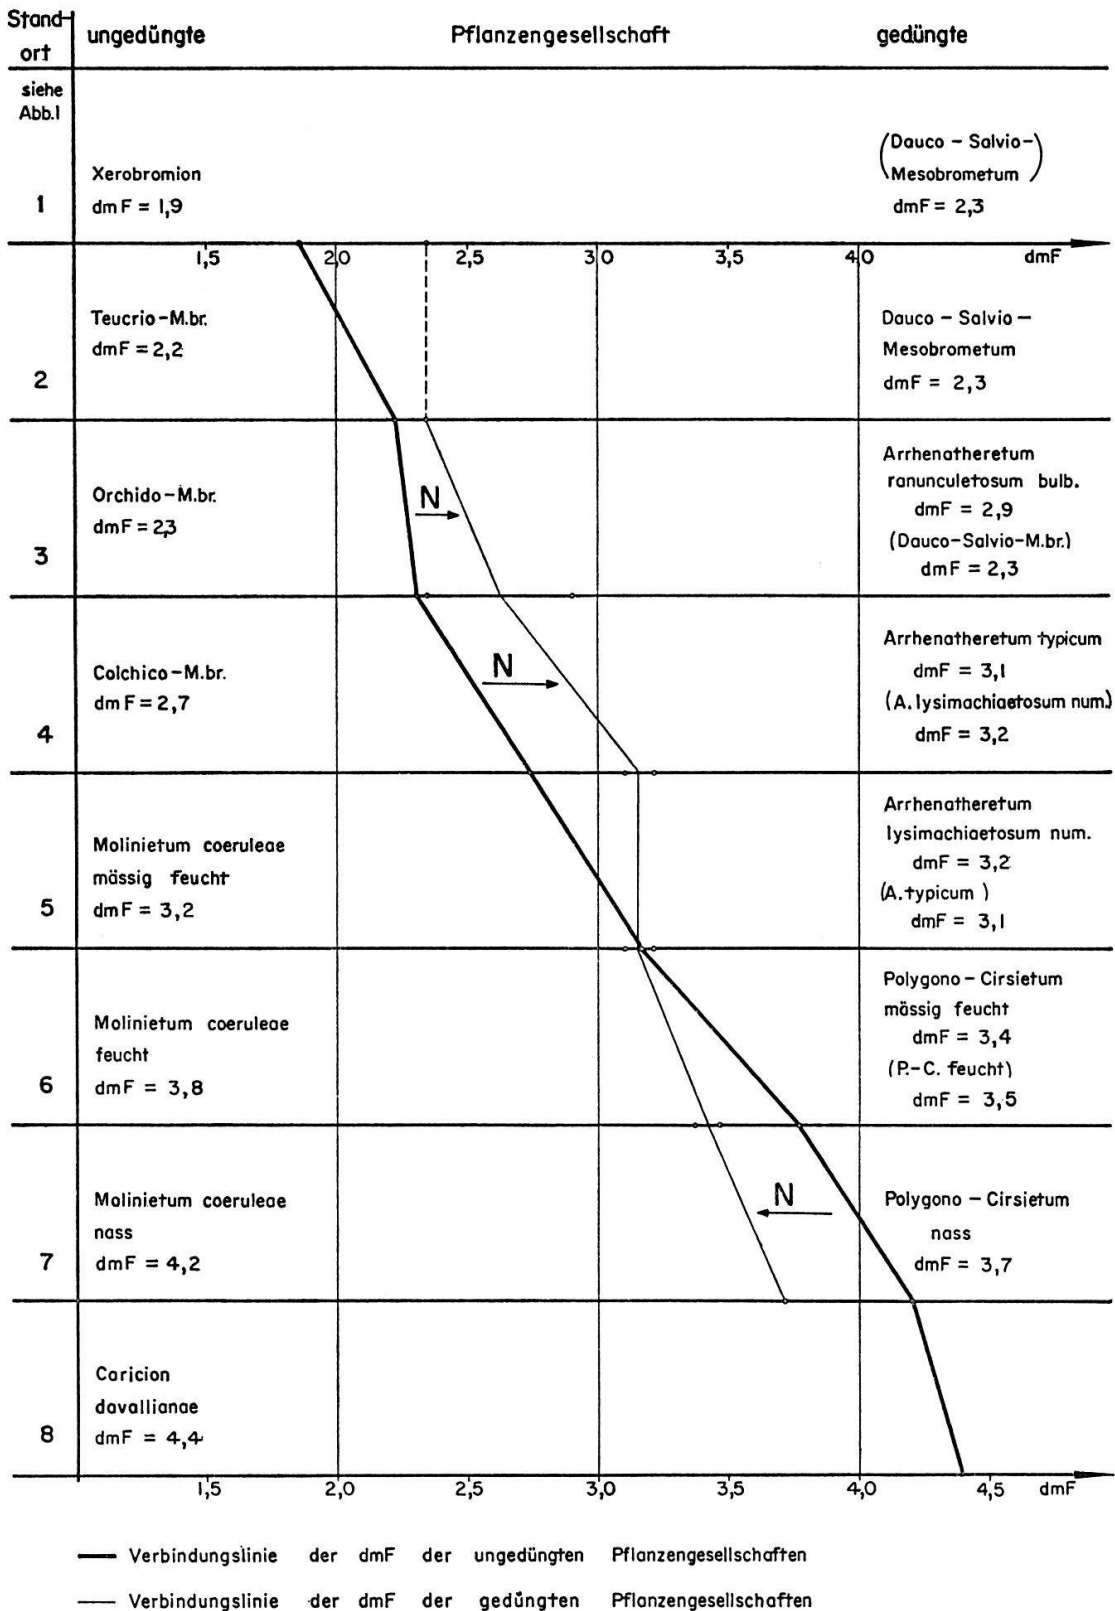 Stand-
ort
ungedüngte Pflanzengesellschaft gedüngte
siehe
Abb.1
1
Xerobromion
dmF = 1,9
(Dauco - Salvio-
Mesobrometum)
dmF = 2,3
1,5 2,0 2,5 3,0 3,5 4,0 dmF
2
Teucrio-M.br.
dmF = 2,2
Dauco - Salvio -
Mesobrometum
dmF = 2,3
3
Orchido-M.br.
dmF = 2,3
N
Arrhenatheretum
ranunculetosum bulb.
dmF = 2,9
(Dauco-Salvio-M.br.)
dmF = 2,3
4
Colchico-M.br.
dmF = 2,7
N
Arrhenatheretum typicum
dmF = 3,1
(A. lysimachiaetosum num.)
dmF = 3,2
5
Molinietum coeruleae
mässig feucht
dmF = 3,2
Arrhenatheretum
lysimachiaetosum num.
dmF = 3,2
(A. typicum )
dmF = 3,1
6
Molinietum coeruleae
feucht
dmF = 3,8
Polygono - Cirsietum
mässig feucht
dmF = 3,4
(P.-C. feucht)
dmF = 3,5
7
Molinietum coeruleae
nass
dmF = 4,2
N
Polygono - Cirsietum
nass
dmF = 3,7
8
Caricion
davallianae
dmF = 4,4
1,5 2,0 2,5 3,0 3,5 4,0 4,5 dmF
Verbindungslinie der dmF der ungedüngten Pflanzengesellschaften
Verbindungslinie der dmF der gedüngten Pflanzengesellschaften